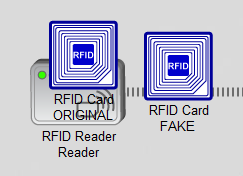 RFID
RFID Card
ORIGINAL
RFID Reader
Reader
RFID
RFID Card
FAKE